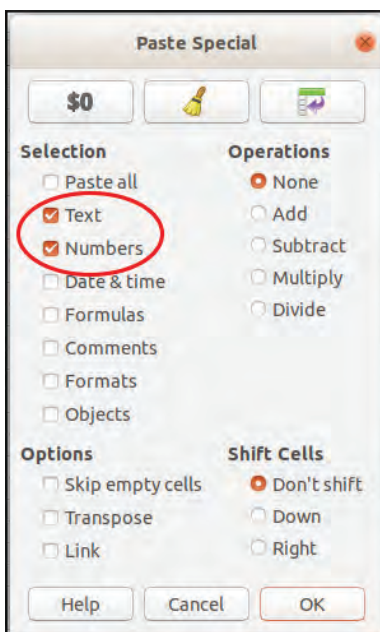 Paste Special
$0
Selection Operations
Paste all None
Text Add
Numbers Subtract
Date & time Multiply
Formulas Divide
Comments
Formats
Objects
Options Shift Cells
Skip empty cells Don't shift
Transpose Down
Link Right
Help Cancel OK